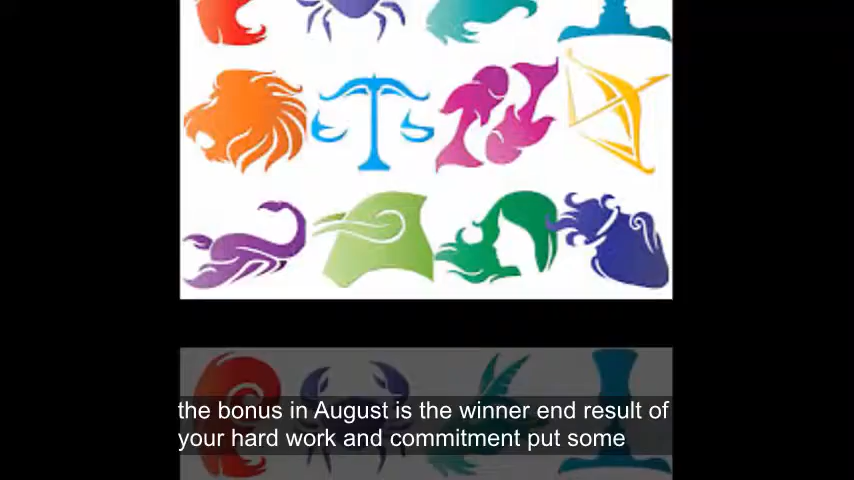 the bonus in August is the winner end result of
your hard work and commitment put some